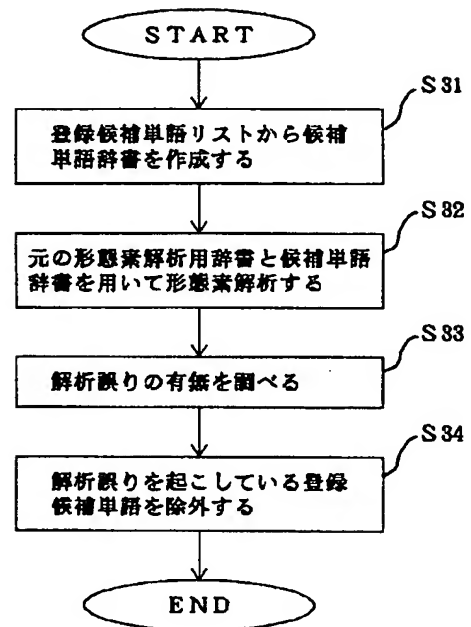 START
S31
登録候補単語リストから候補
単語辞書を作成する
S32
元の形態素解析用辞書と候補単語
辞書を用いて形態素解析する
S33
解析誤りの有無を調べる
S34
解析誤りを起こしている登録
候補単語を除外する
END